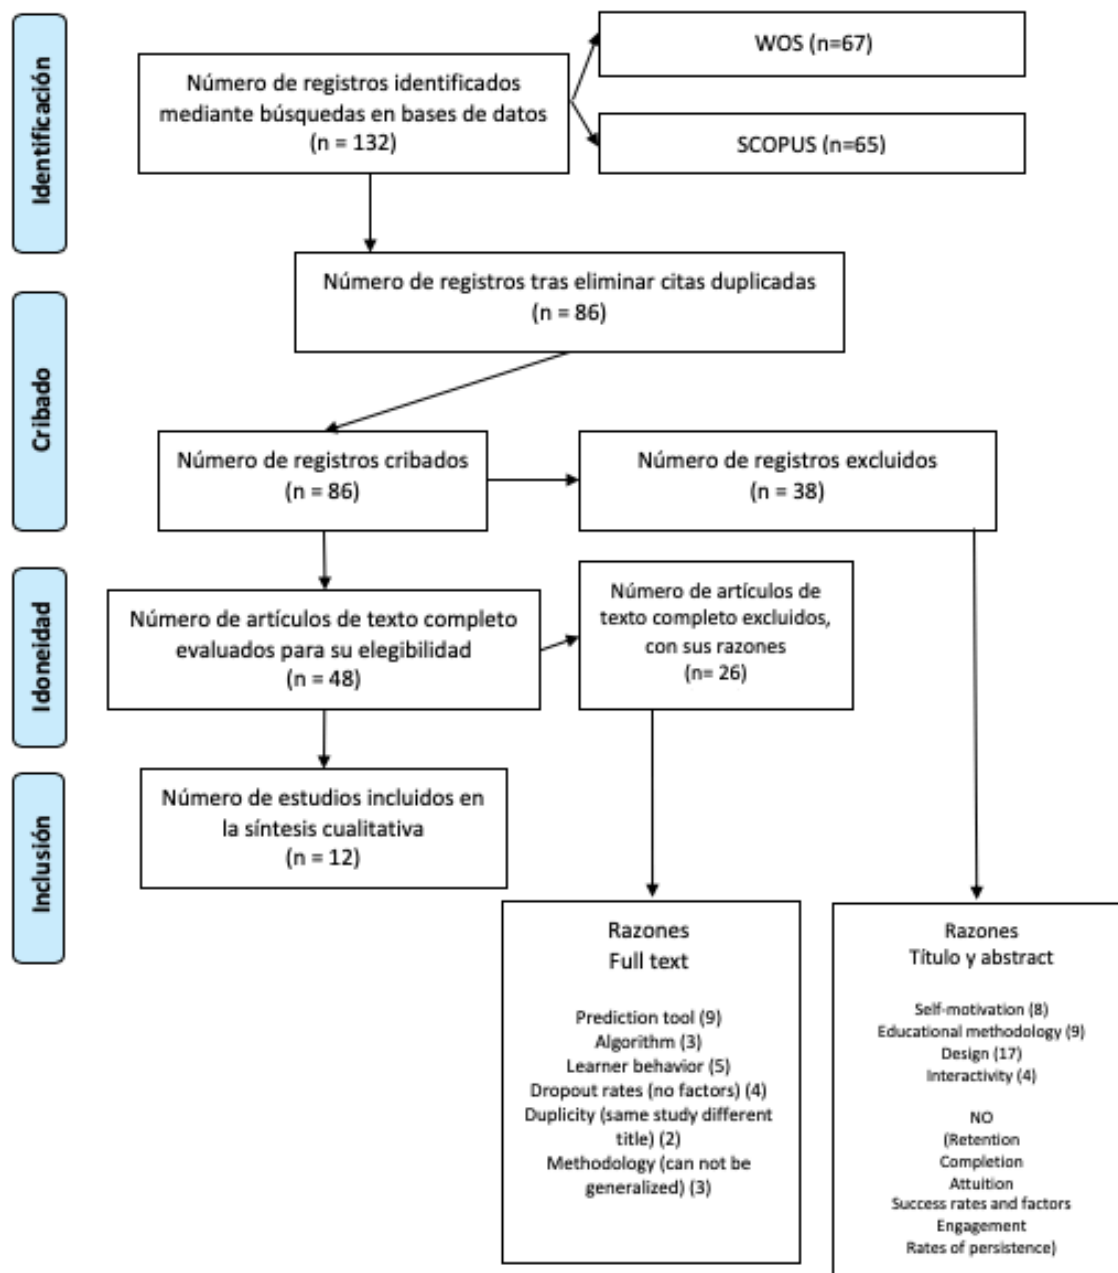 Identificación
Número de registros identificados
mediante búsquedas en bases de datos
(n = 132)
WOS (n=67)
SCOPUS (n=65)
Cribado
Número de registros tras eliminar citas duplicadas
(n = 86)
Número de registros cribados
(n = 86)
Número de registros excluidos
(n = 38)
Idoneidad
Número de artículos de texto completo
evaluados para su elegibilidad
(n = 48)
Número de artículos de
texto completo excluidos,
con sus razones
(n= 26)
Inclusión
Número de estudios incluidos en
la síntesis cualitativa
(n = 12)
Razones
Full text
Prediction tool (9)
Algorithm (3)
Learner behavior (5)
Dropout rates (no factors) (4)
Duplicity (same study different
title) (2)
Methodology (can not be
generalized) (3)
Razones
Título y abstract
Self-motivation (8)
Educational methodology (9)
Design (17)
Interactivity (4)
NO
(Retention
Completion
Attuition
Success rates and factors
Engagement
Rates of persistence)